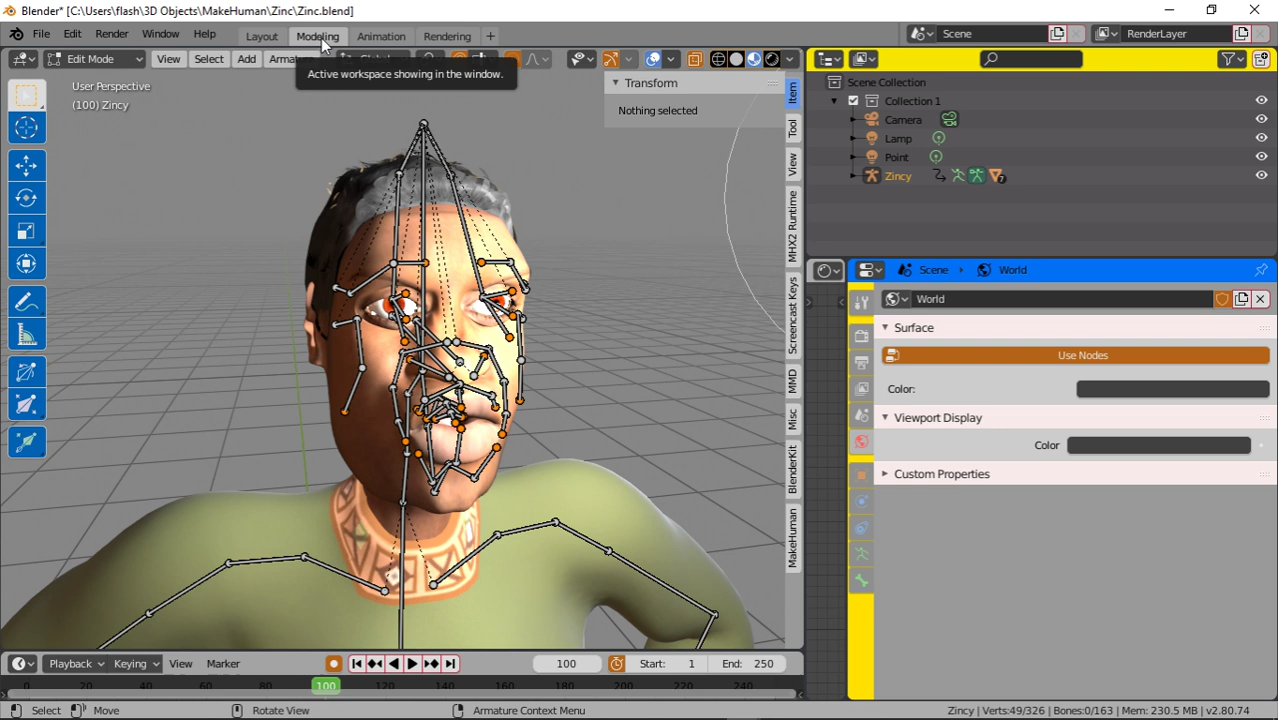 Blender* [C:\Users\flash\3D Objects\MakeHuman\Zinc\Zinc.blend]
File Edit Render Window Help
Layout Modeling Animation Rendering +
Scene
RenderLayer
Edit Mode
View Select Add Armature
Active workspace showing in the window.
User Perspective
(100) Zincy
Transform
Nothing selected
Item
Tool
View
MHX2 Runtime
Screencast Keys
MMD
Misc
BlenderKit
MakeHuman
Scene Collection
Collection 1
Camera
Lamp
Point
Zincy
7
Scene World
World
Surface
Use Nodes
Color:
Viewport Display
Color
Custom Properties
Playback Keying View Marker
100
Start: 1
End: 250
0 20 40 60 80 100 120 140 160 180 200 220 240
Select Move Rotate View Armature Context Menu
Zincy | Verts:49/326 | Bones:0/163 | Mem: 230.5 MB | v2.80.74